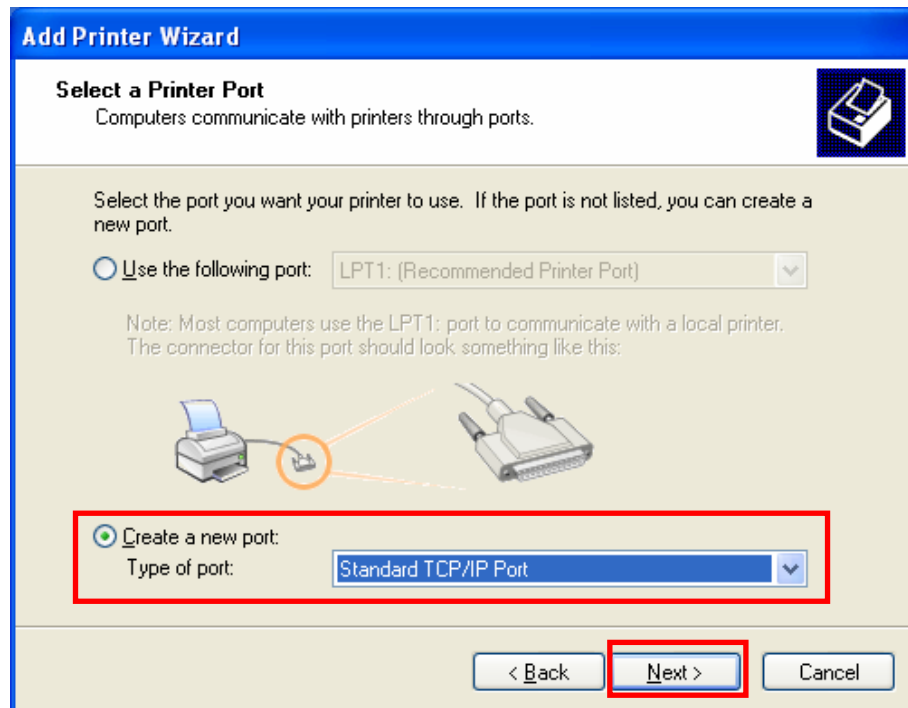 Add Printer Wizard
Select a Printer Port
Computers communicate with printers through ports.
Select the port you want your printer to use.  If the port is not listed, you can create a
new port.
Use the following port:
LPT1: (Recommended Printer Port)
Note: Most computers use the LPT1: port to communicate with a local printer.
The connector for this port should look something like this:
Create a new port:
Type of port:
Standard TCP/IP Port
< Back
Next >
Cancel